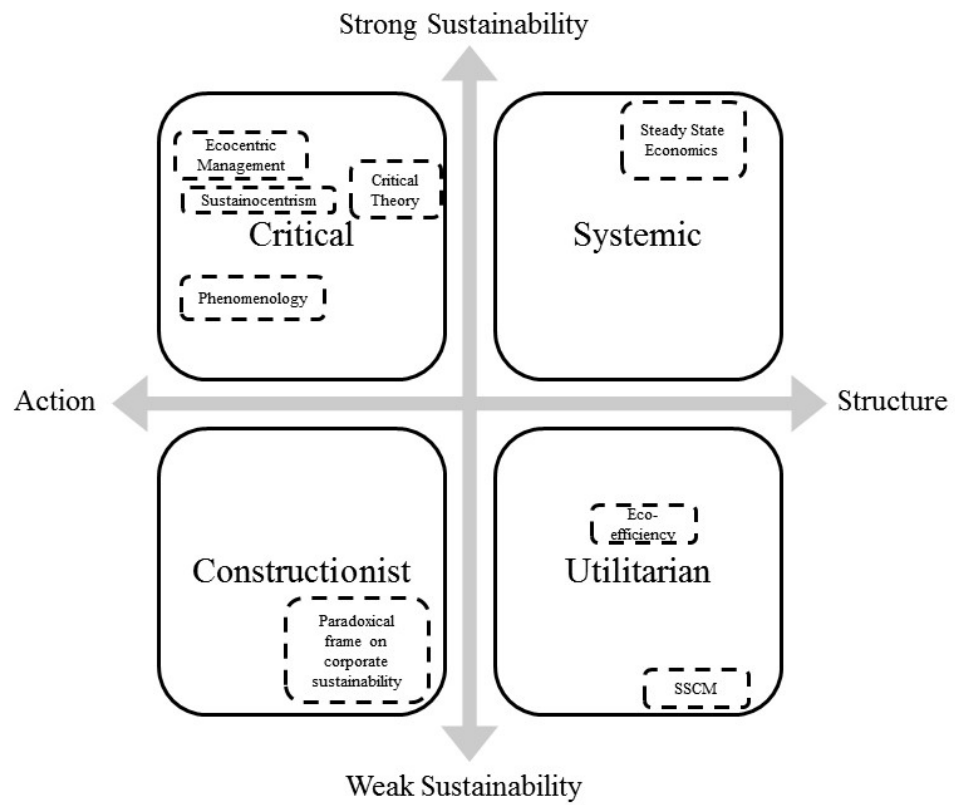 Strong Sustainability
Ecocentric
Management
Sustainocentrism
Critical
Theory
Critical
Phenomenology
Steady State
Economics
Systemic
Action
Structure
Constructionist
Paradoxical
frame on
corporate
sustainability
Eco-
efficiency
Utilitarian
SSCM
Weak Sustainability